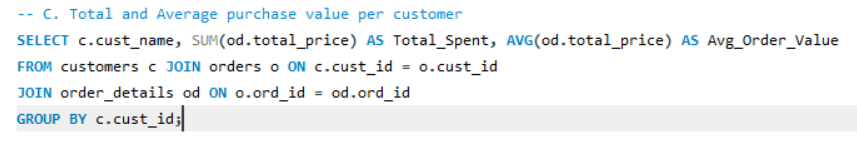 -- C. Total and Average purchase value per customer
SELECT c.cust_name, SUM(od.total_price) AS Total_Spent, AVG(od.total_price) AS Avg_Order_Value
FROM customers c JOIN orders o ON c.cust_id = o.cust_id
JOIN order_details od ON o.ord_id = od.ord_id
GROUP BY c.cust_id;